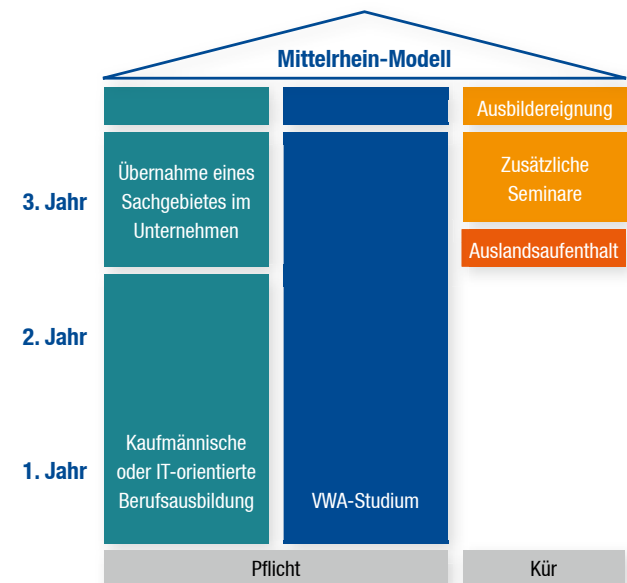 Mittelrhein-Modell
Ausbildereignung
3. Jahr
Übernahme eines
Sachgebietes im
Unternehmen
Zusätzliche
Seminare
Auslandsaufenthalt
2. Jahr
1. Jahr
Kaufmännische
oder IT-orientierte
Berufsausbildung
VWA-Studium
Pflicht
Kür